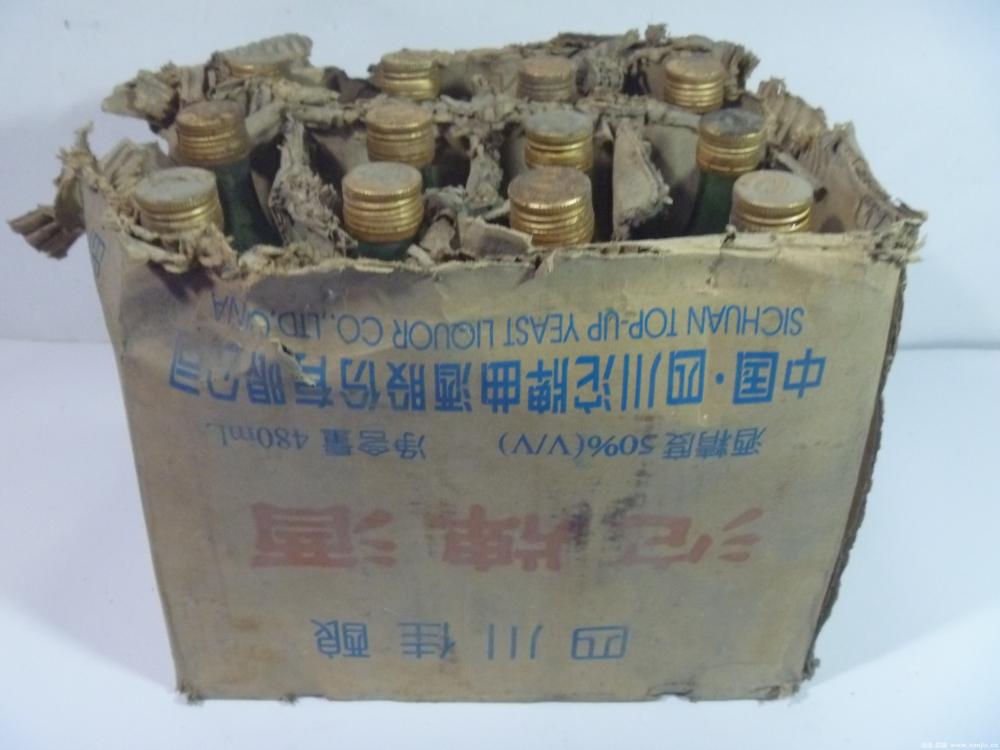 四川佳酿
沱牌酒
酒精度 50%(V/V) 净含量 480mL
中国·四川沱牌曲酒股份有限公司
SICHUAN TOP-UP YEAST LIQUOR CO.,LTD.CHINA